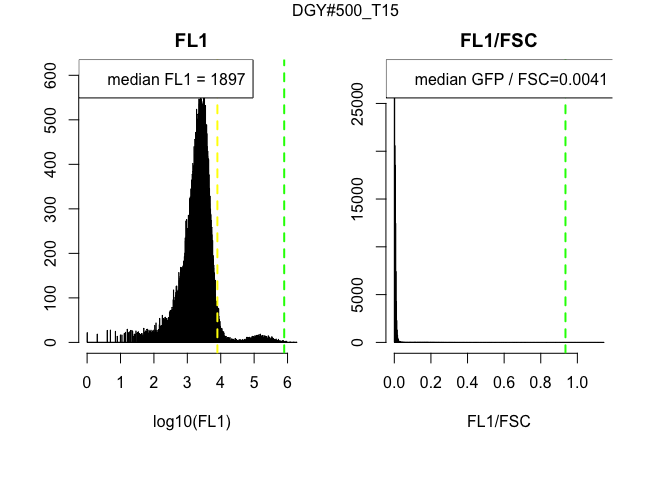 DGY#500_T15
FL1
median FL1 = 1897
600
500
400
300
200
100
0
0 1 2 3 4 5 6
log10(FL1)
FL1/FSC
median GFP / FSC=0.0041
25000
15000
5000
0
0.0 0.2 0.4 0.6 0.8 1.0
FL1/FSC